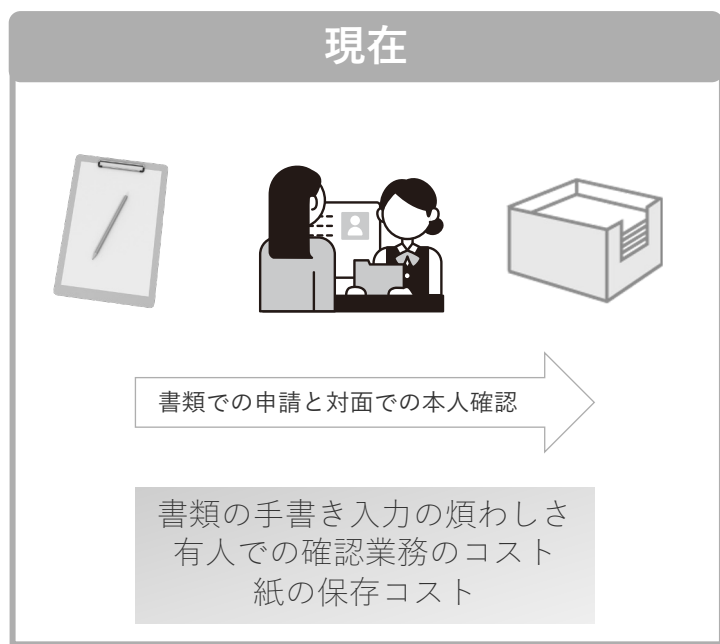 現在
書類での申請と対面での本人確認
書類の手書き入力の煩わしさ
有人での確認業務のコスト
紙の保存コスト